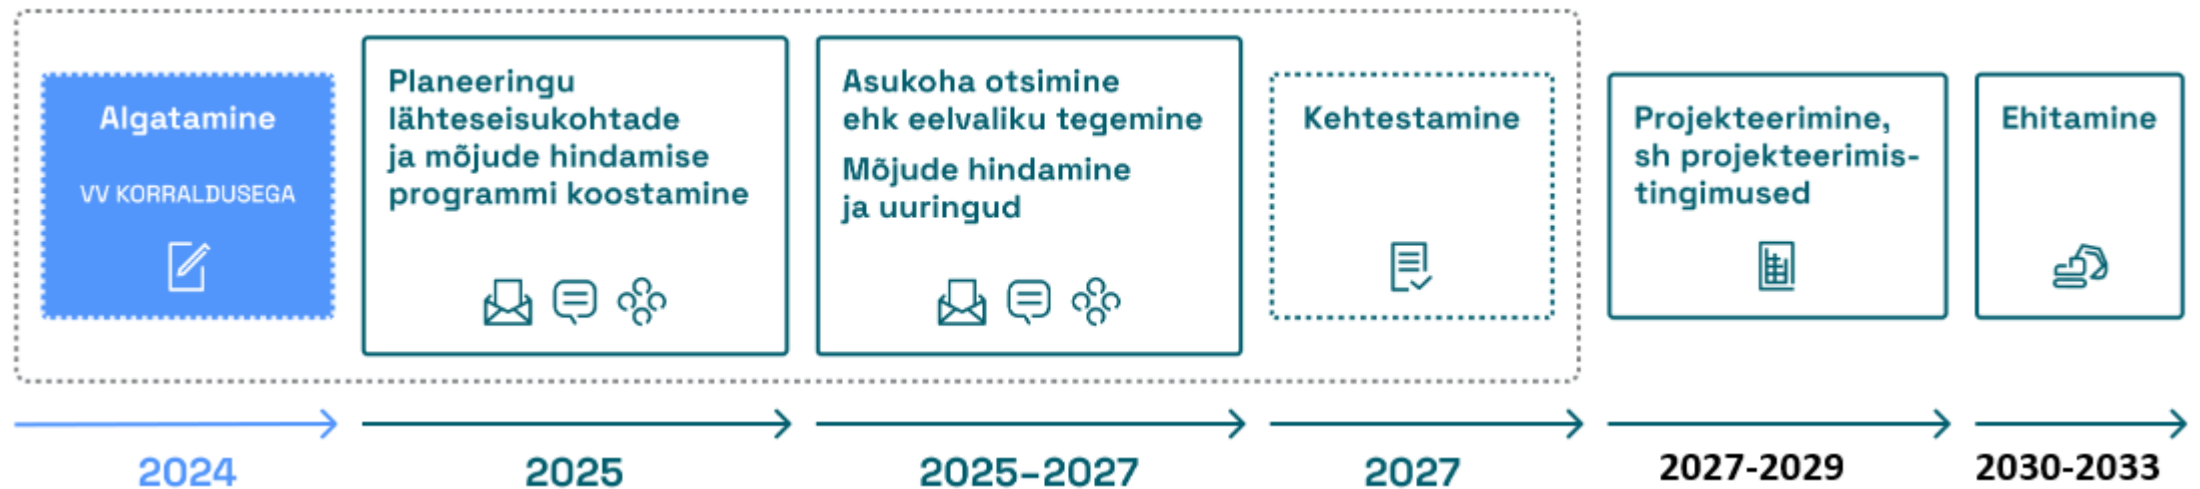 Algatamine
VV KORRALDUSEGA
Planeeringu
lähteseisukohtade
ja mõjude hindamise
programmi koostamine
Asukoha otsimine
ehk eelvaliku tegemine
Mõjude hindamine
ja uuringud
Kehtestamine
Projekteerimine,
sh projekteerimis-
tingimused
Ehitamine
2024
2025
2025–2027
2027
2027-2029
2030-2033